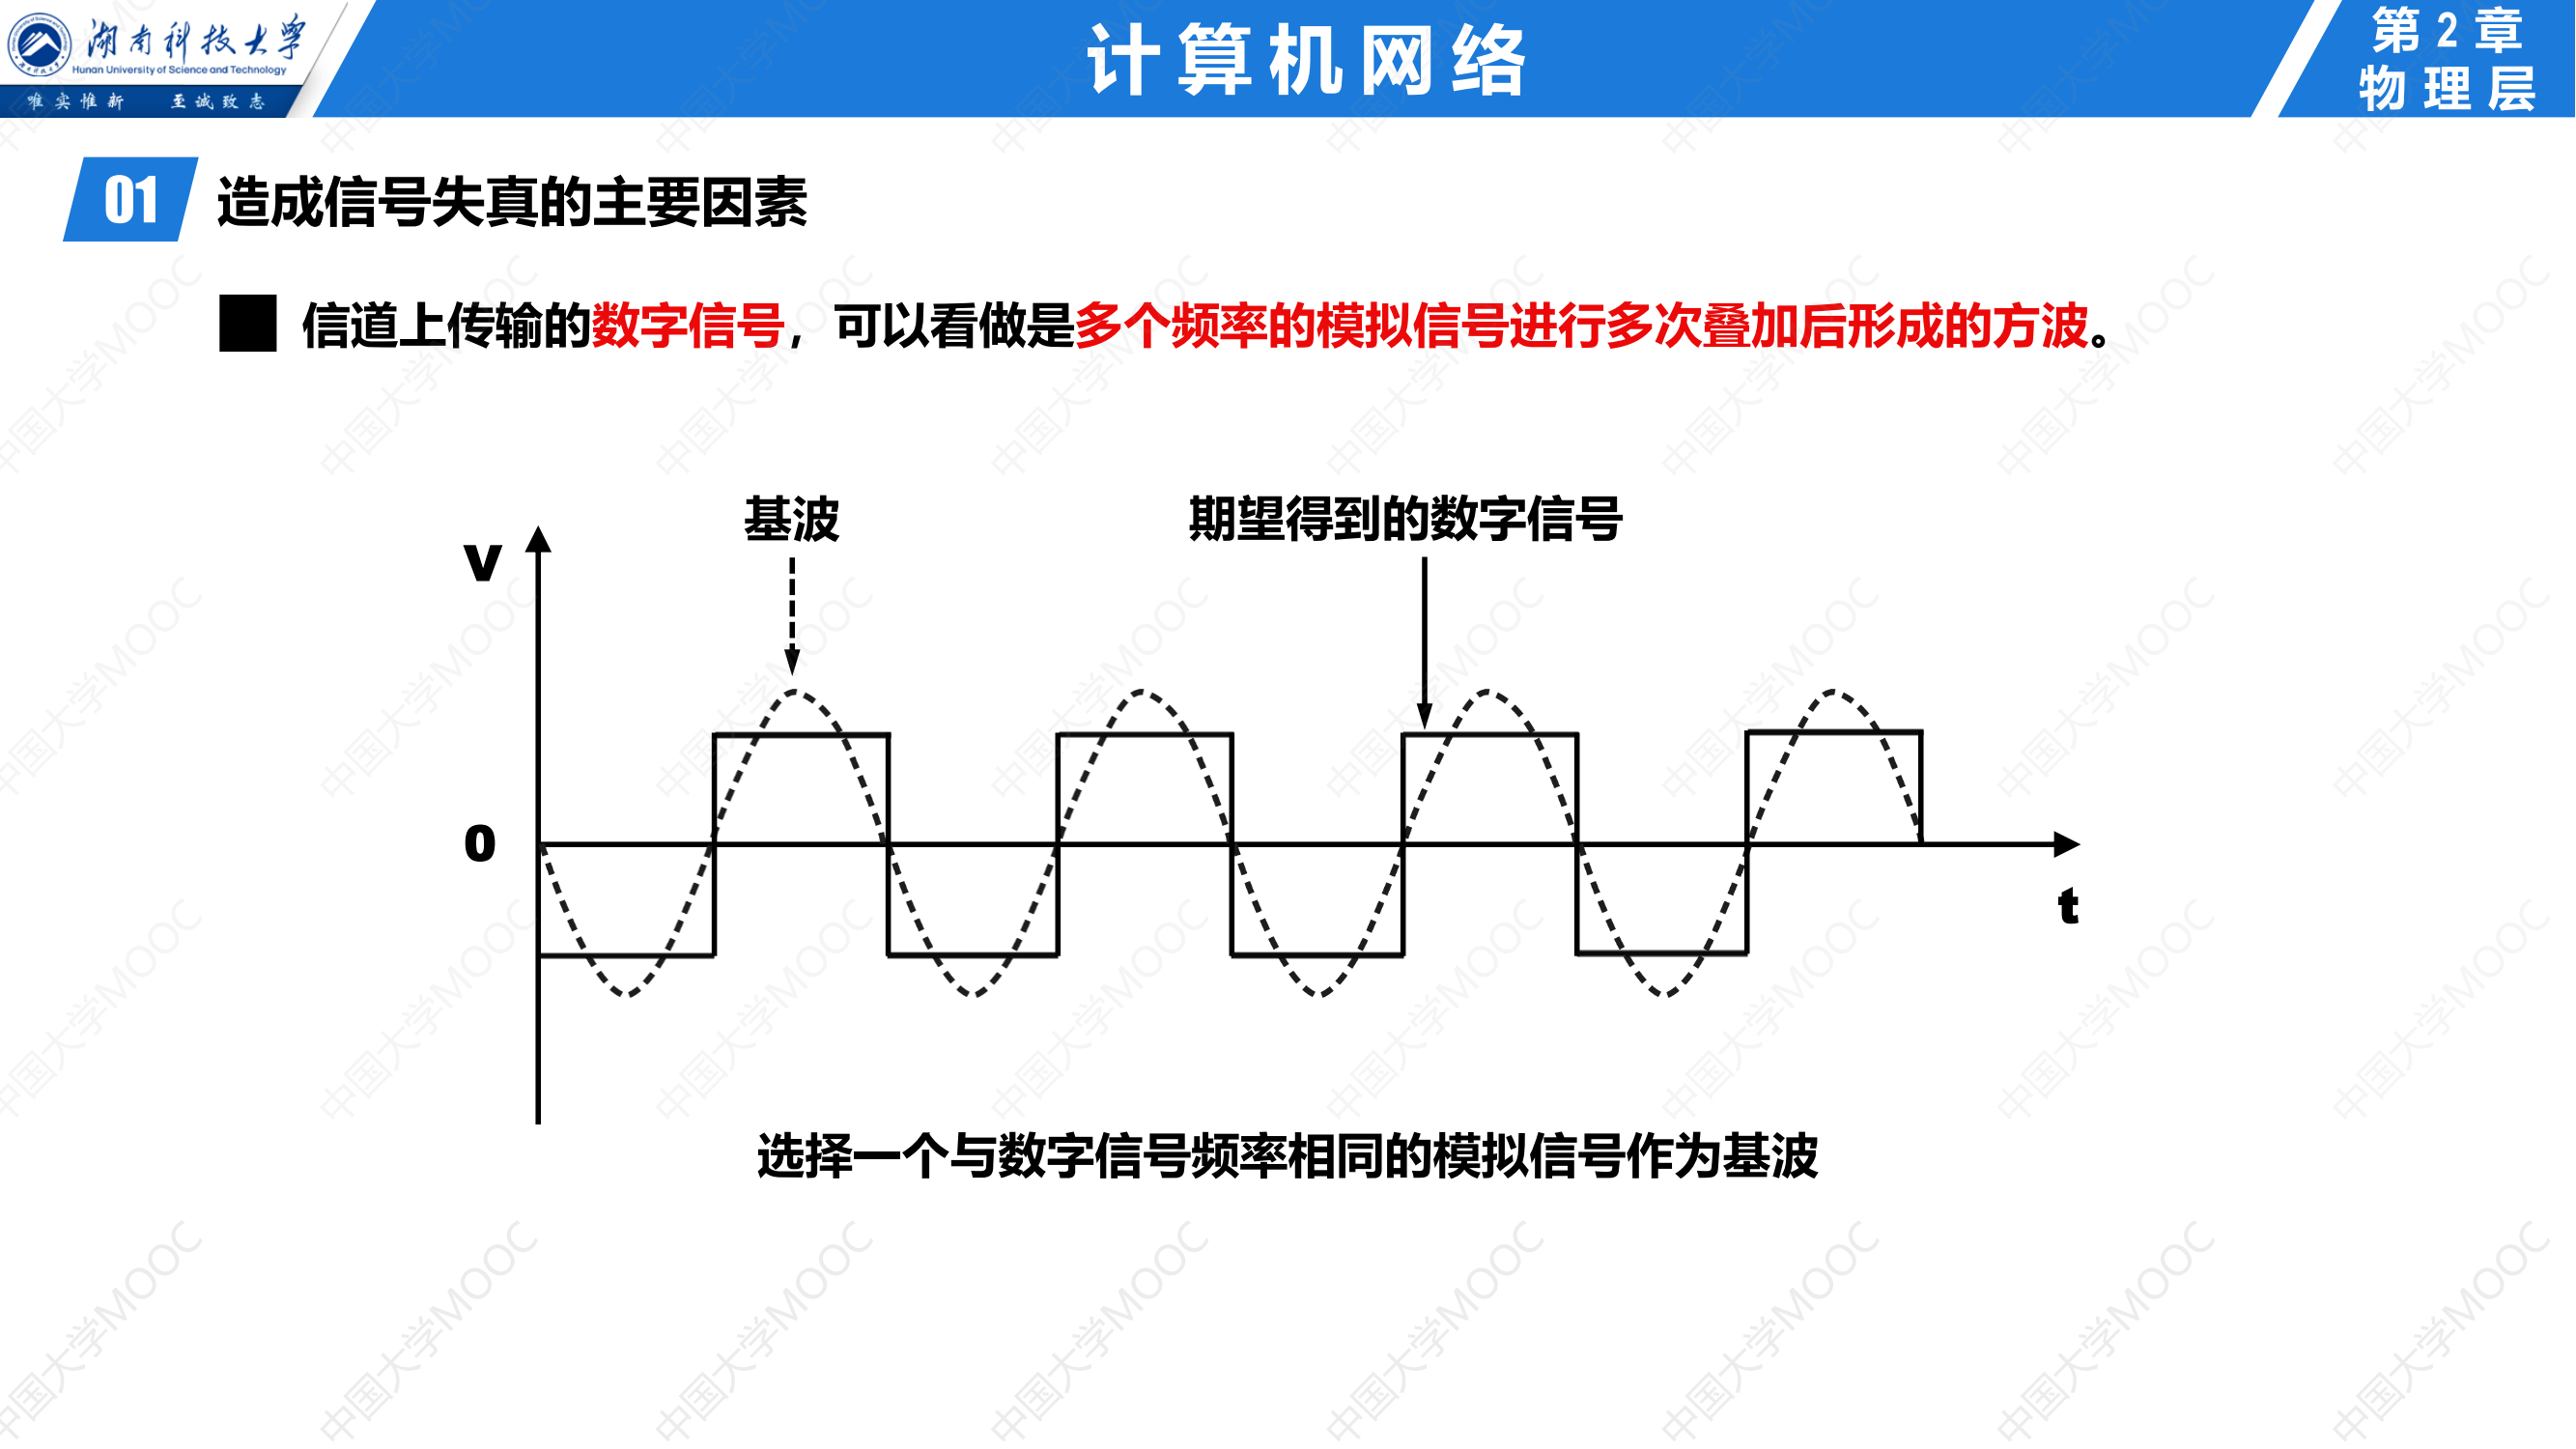 湖南科技大学
Hunan University of Science and Technology
唯实惟新 至诚致志
计算机网络
第2章
物理层
01 造成信号失真的主要因素
信道上传输的数字信号，可以看做是多个频率的模拟信号进行多次叠加后形成的方波。
基波
期望得到的数字信号
V
0
t
选择一个与数字信号频率相同的模拟信号作为基波
中国大学MOOC